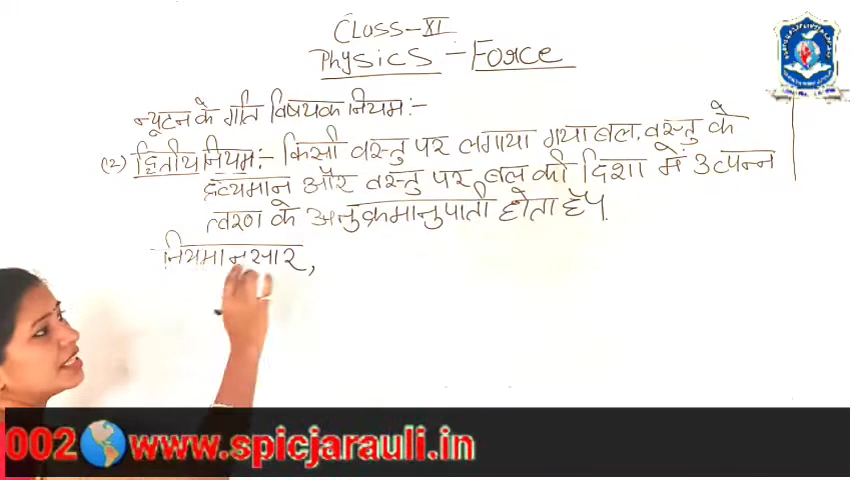 Class-XI
Physics - Force
न्यूटन के गति विषयक नियम:-
(2) द्वितीय नियम:- किसी वस्तु पर लगाया गया बल, वस्तु के
द्रव्यमान और वस्तु पर बल की दिशा में उत्पन्न
त्वरण के अनुक्रमानुपाती होता है।
नियमानुसार,
002 www.spicjarauli.in